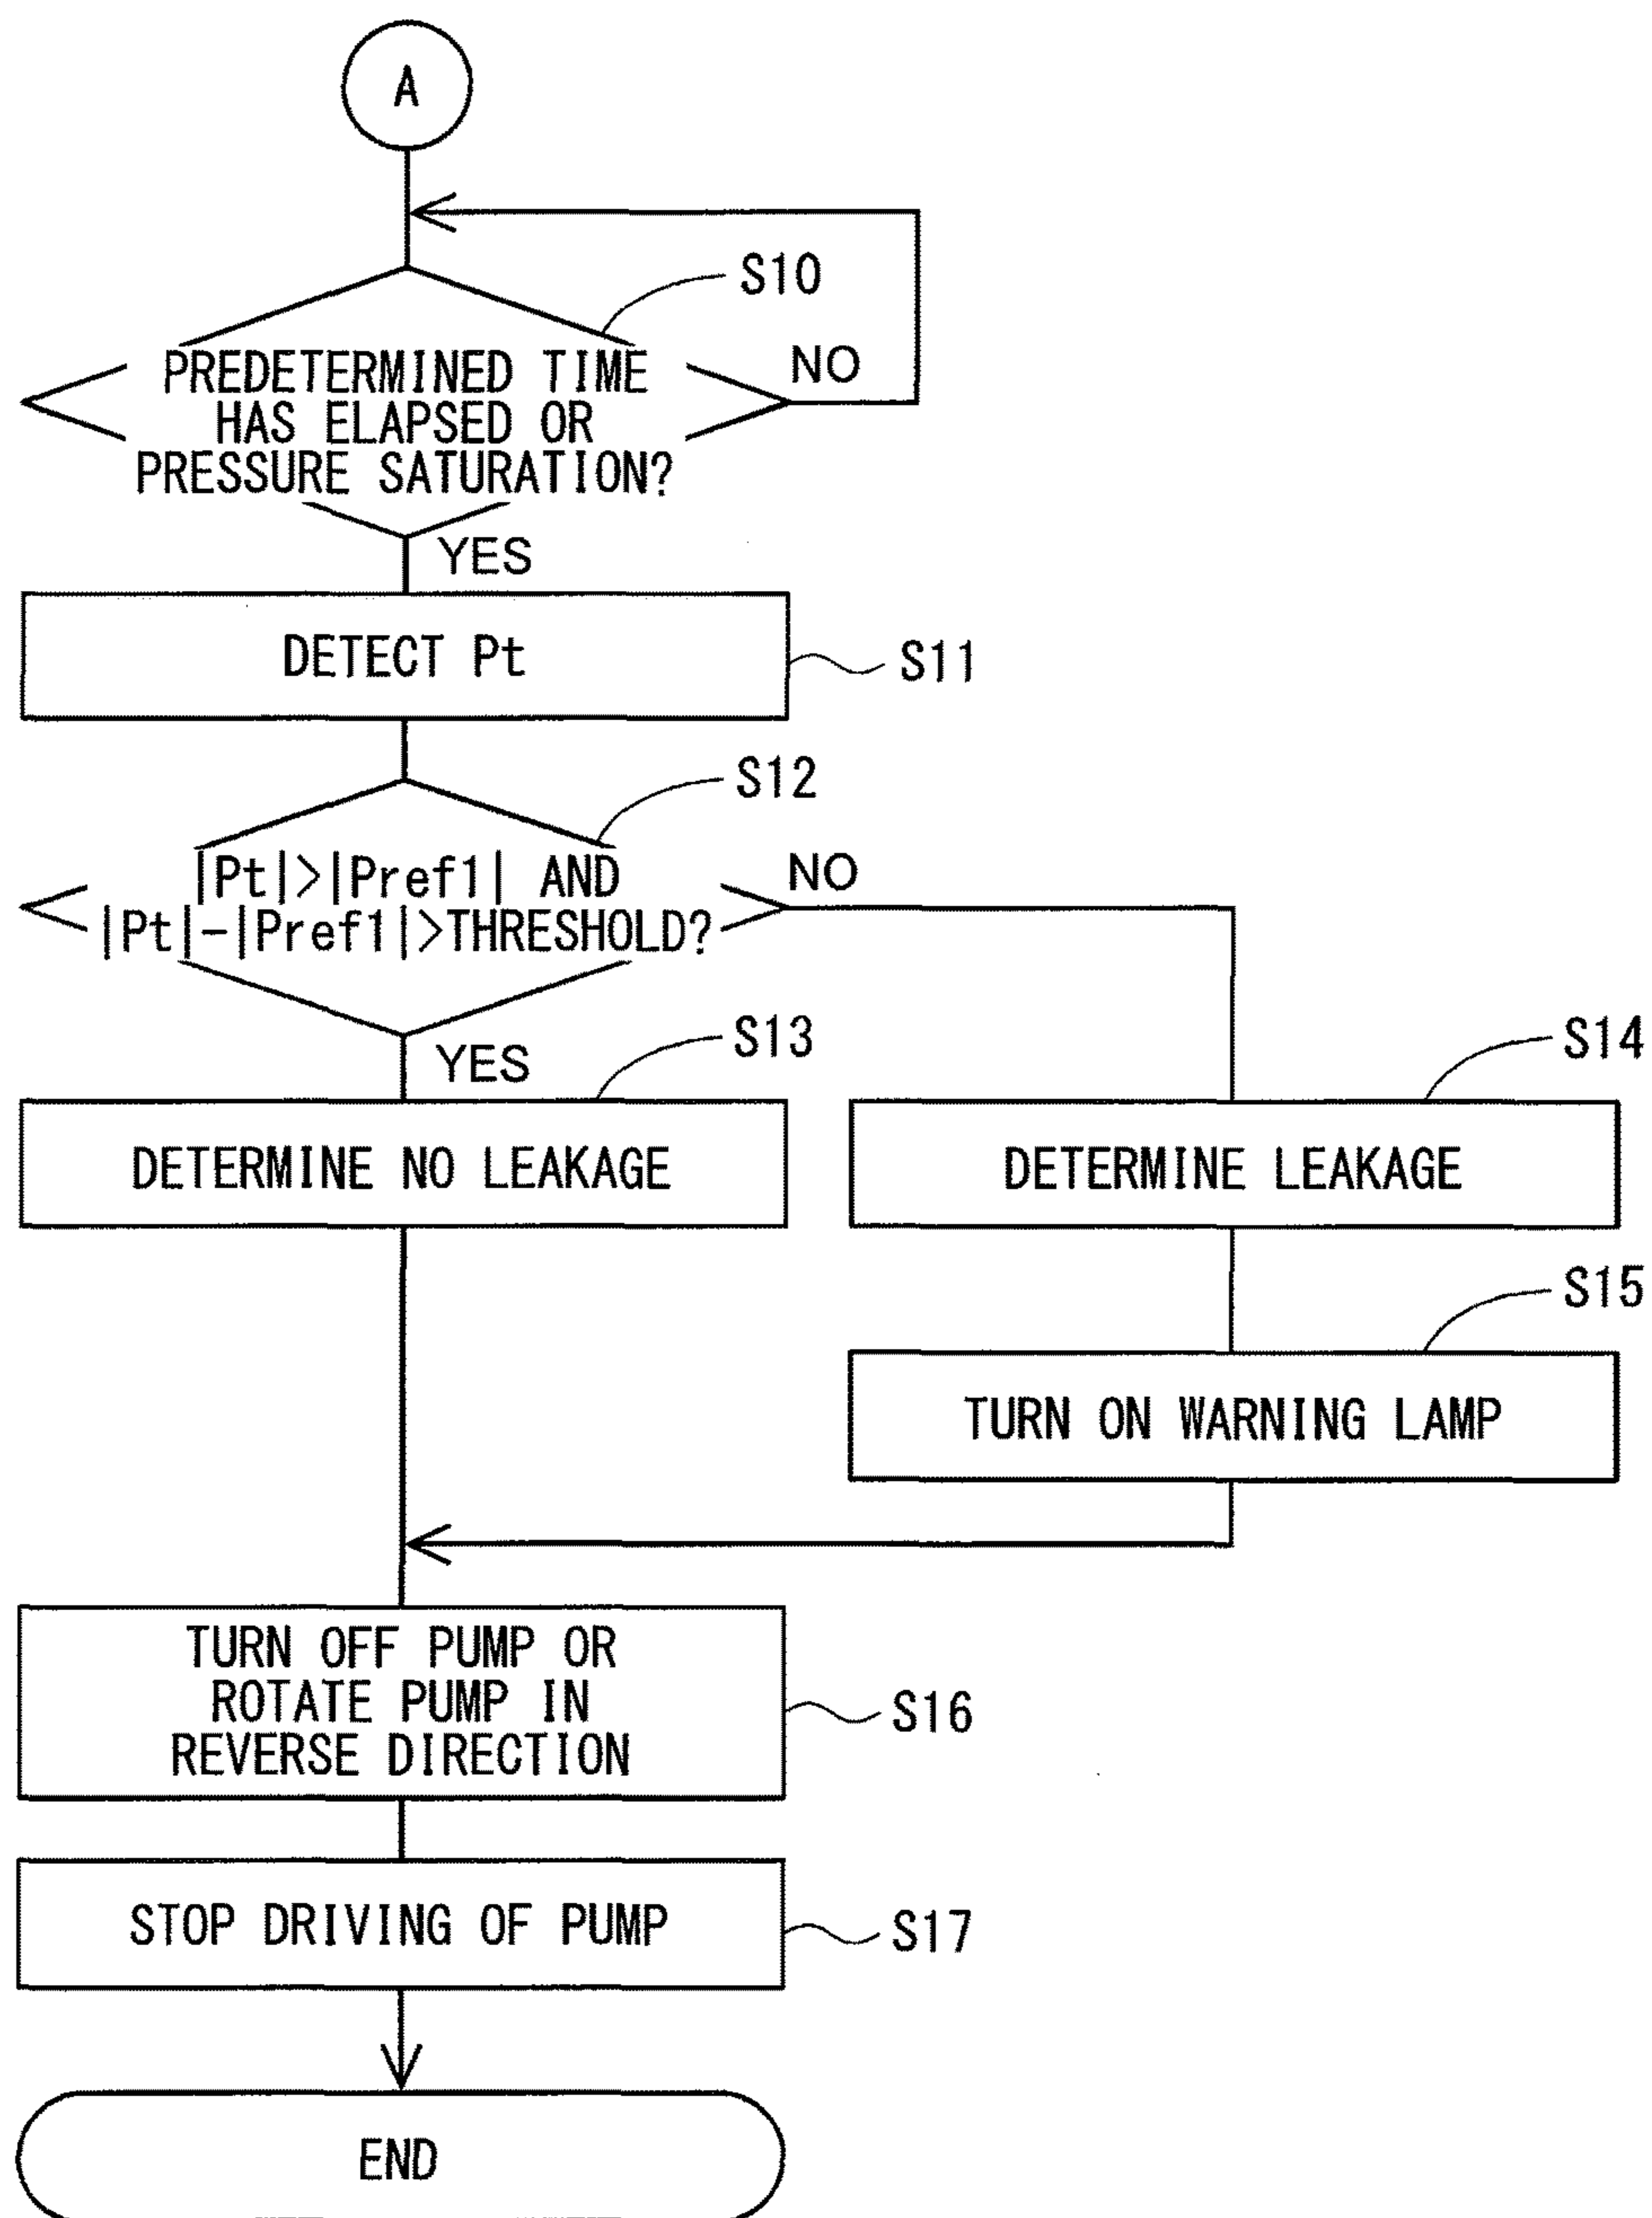 A
S10
PREDETERMINED TIME
HAS ELAPSED OR
PRESSURE SATURATION?
NO
YES
DETECT Pt
S11
S12
|Pt|>|Pref1| AND
|Pt|-|Pref1|>THRESHOLD?
NO
YES
S13
DETERMINE NO LEAKAGE
S14
DETERMINE LEAKAGE
S15
TURN ON WARNING LAMP
TURN OFF PUMP OR
ROTATE PUMP IN
REVERSE DIRECTION
S16
STOP DRIVING OF PUMP
S17
END